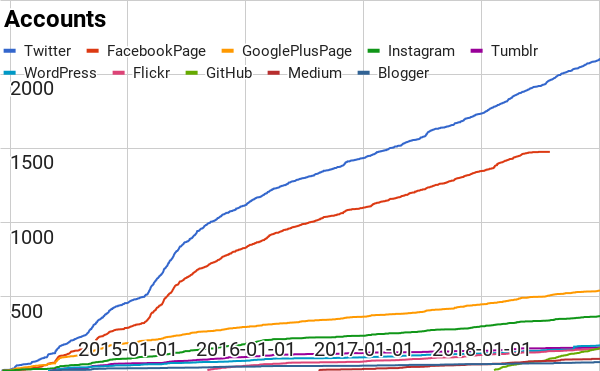 Accounts
Twitter FacebookPage GooglePlusPage Instagram Tumblr
WordPress Flickr GitHub Medium Blogger
2000
1500
1000
500
2015-01-01 2016-01-01 2017-01-01 2018-01-01